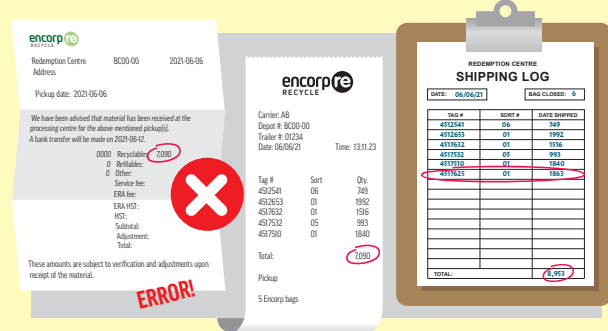 encorp re
RECYCLE
Redemption Centre BC00-00 2021-06-06
Address
Pickup date: 2021-06-06
We have been advised that material has been received at the
processing centre for the above mentioned pickup(s).
A bank transfer will be made on 2021-06-12.
0000 Recyclables: 7,090
0 Refillables:
0 Other:
Service fee:
ERA fee:
ERA HST:
HST:
Subtotal:
Adjustment:
Total:
These amounts are subject to verification and adjustments upon
receipt of the material.
ERROR!
encorp re
RECYCLE
Carrier: AB
Depot #: BC00-00
Trailer #: 01234
Date: 06/06/21 Time: 13:11.23
Tag # Sort Qty.
4512541 06 749
4512653 01 1992
4517632 01 1516
4517532 05 993
4517510 01 1840
Total: 7,090
Pickup
5 Encorp bags
REDEMPTION CENTRE
SHIPPING LOG
DATE: 06/06/21 BAG CLOSED: 6
TAG # SORT # DATE SHIPPED
4512541 06 749
4512653 01 1992
4517632 01 1516
4517532 05 993
4517510 01 1840
4517625 01 1863
TOTAL: 8,953